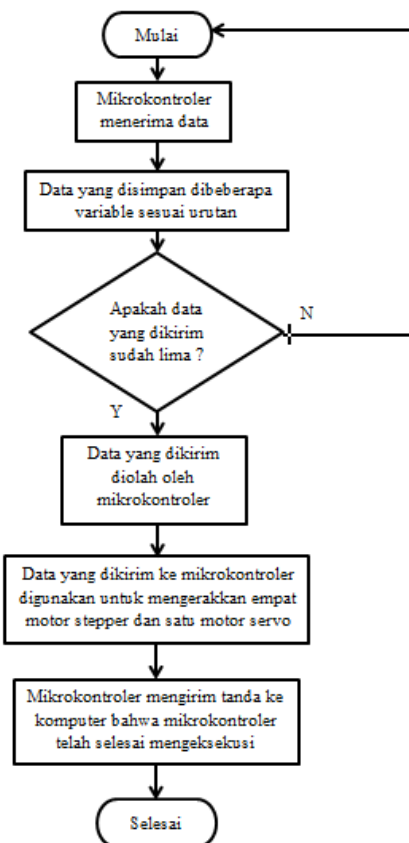 Mulai
Mikrokontroler
menerima data
Data yang disimpan dibeberapa
variable sesuai urutan
Apakah data
yang dikirim
sudah lima ?
N
Y
Data yang dikirim
diolah oleh
mikrokontroler
Data yang dikirim ke mikrokontroler
digunakan untuk mengerakkan empat
motor stepper dan satu motor servo
Mikrokontroler mengirim tanda ke
komputer bahwa mikrokontroler
telah selesai mengeksekusi
Selesai